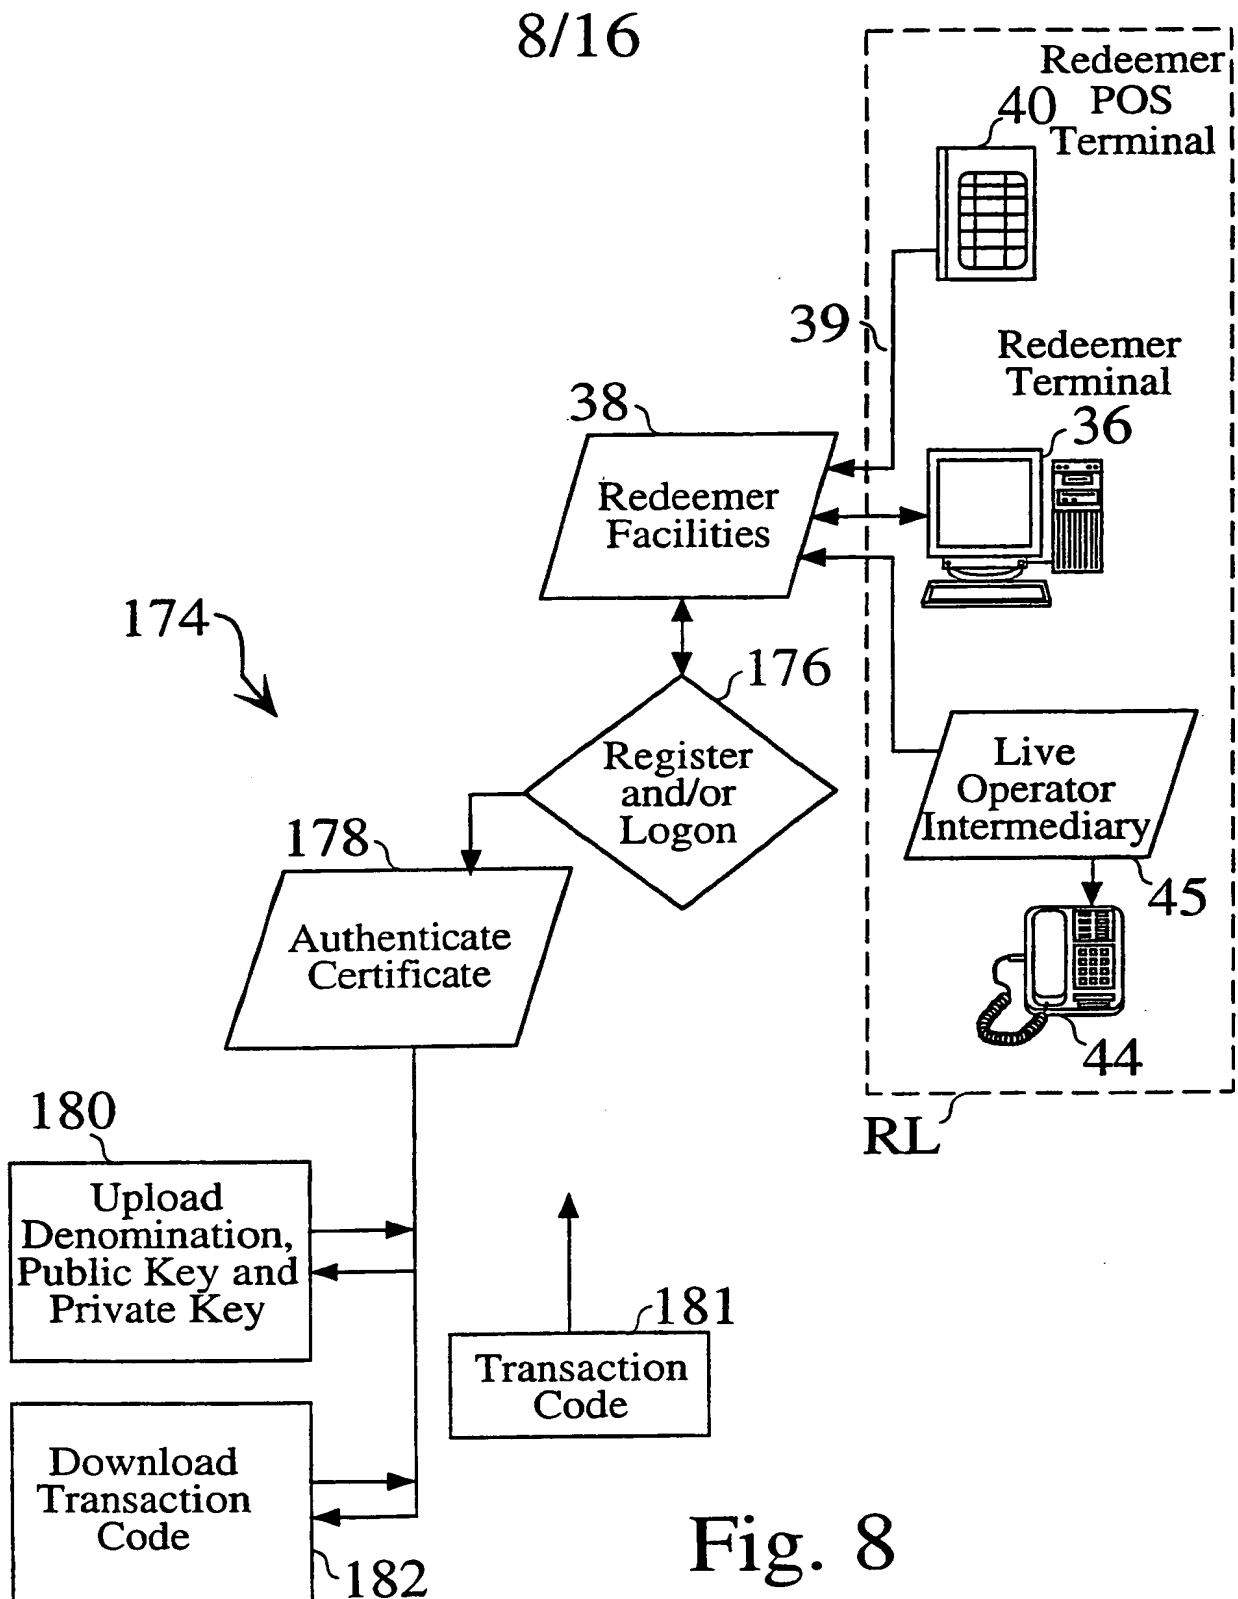 8/16
Redeemer
POS
Terminal
40
39
Redeemer
Terminal
36
38
Redeemer
Facilities
174
176
Register
and/or
Logon
Live
Operator
Intermediary
45
44
RL
178
Authenticate
Certificate
180
Upload
Denomination,
Public Key and
Private Key
181
Transaction
Code
Download
Transaction
Code
182
Fig. 8